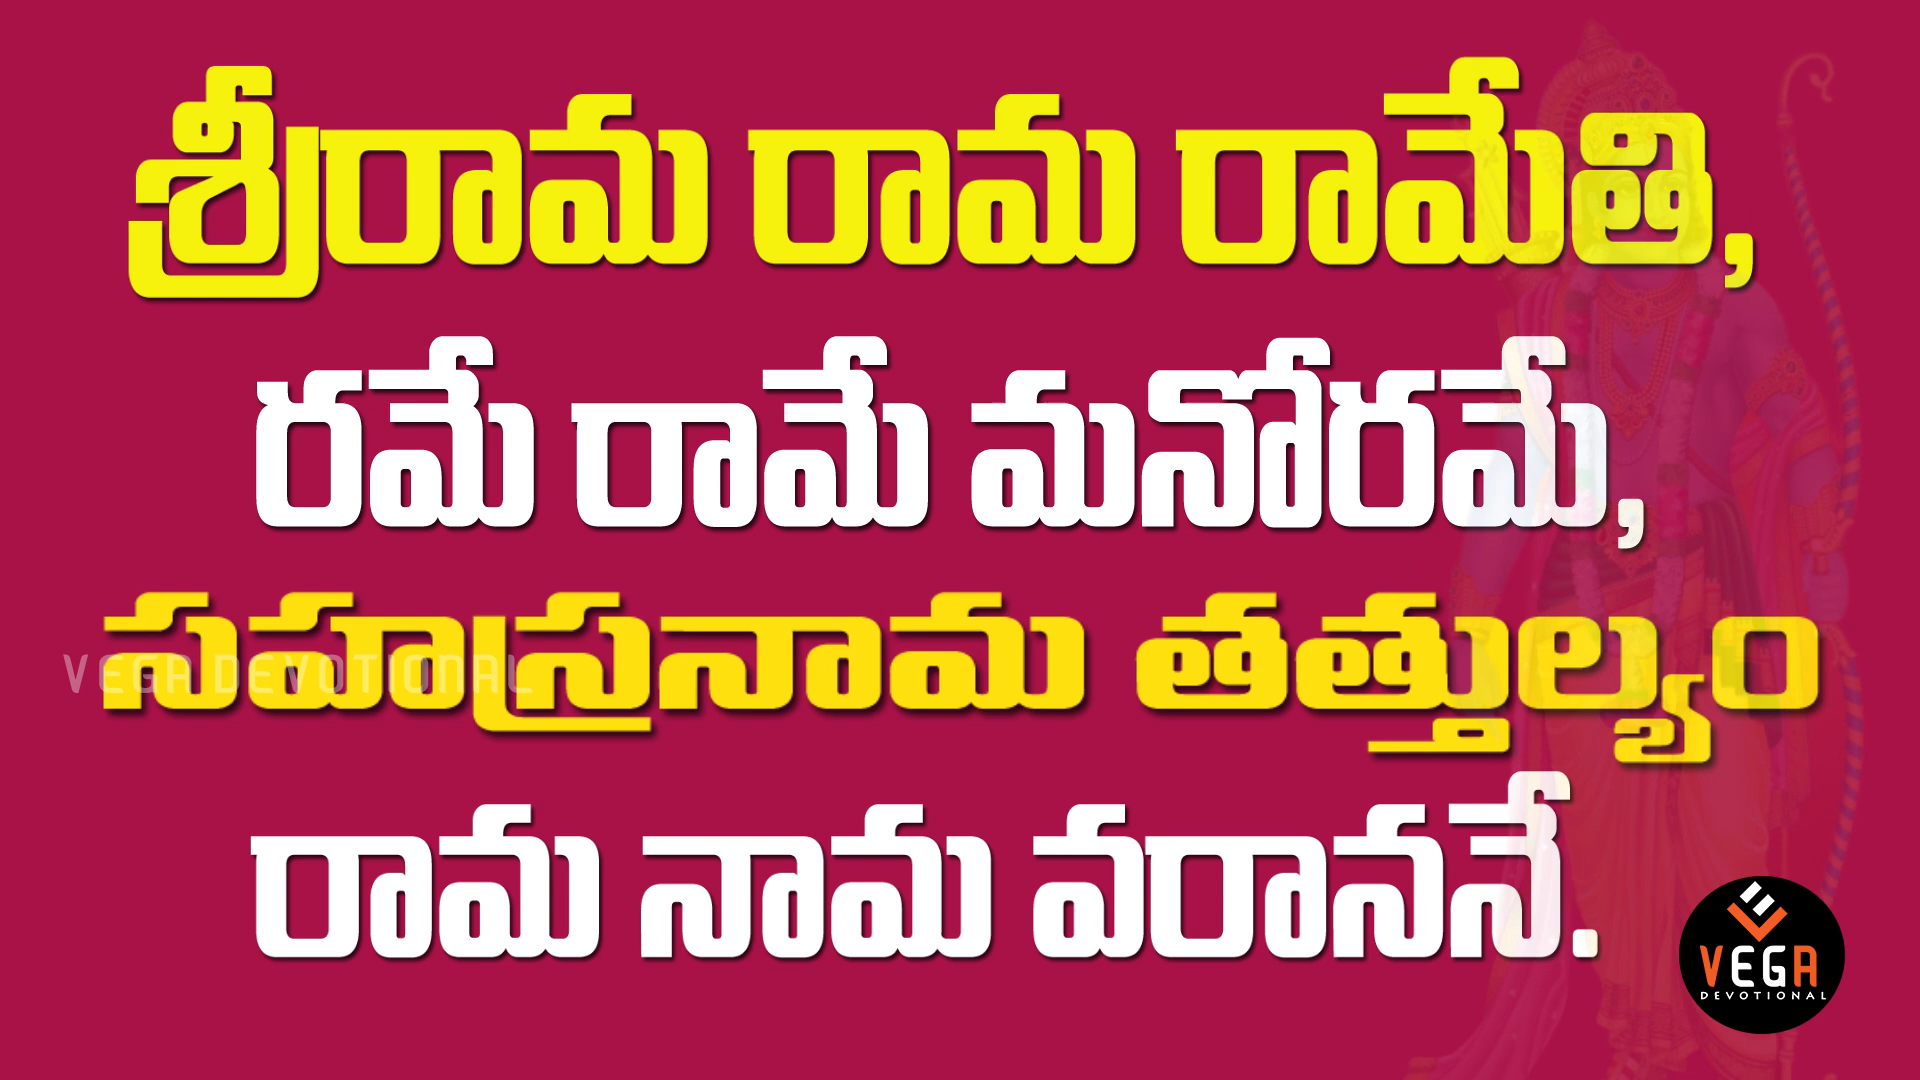 శ్రీరామ రామ రామేతి,
రమే రామే మనోరమే,
సహస్రనామ తత్తుల్యం
VEGA DEVOTIONAL
రామ నామ వరాననే.
VEGA
DEVOTIONAL